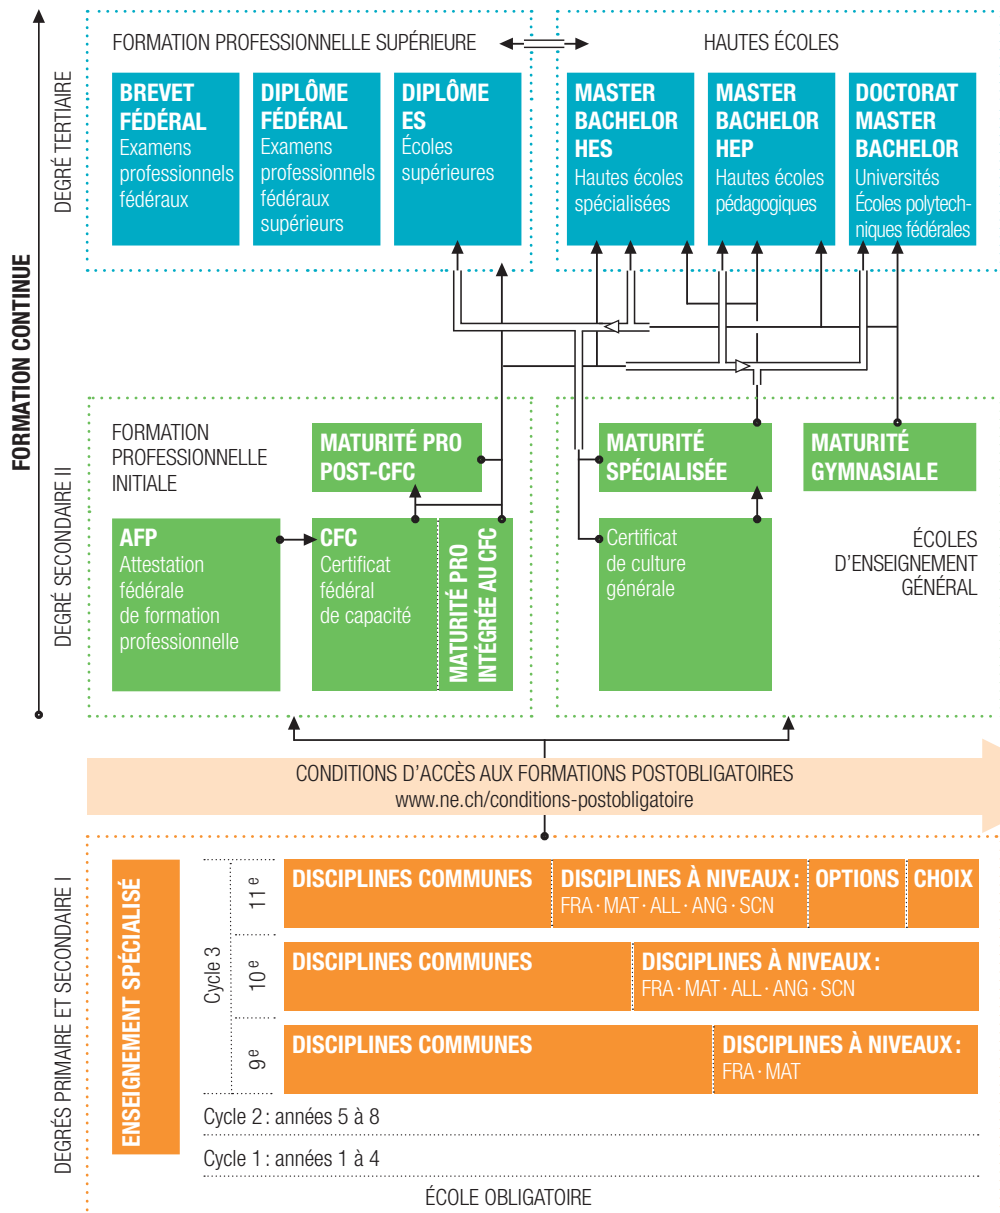 FORMATION CONTINUE
DEGRÉ TERTIAIRE
FORMATION PROFESSIONNELLE SUPÉRIEURE
HAUTES ÉCOLES
BREVET
FÉDÉRAL
Examens
professionnels
fédéraux
DIPLÔME
FÉDÉRAL
Examens
professionnels
fédéraux
supérieurs
DIPLÔME
ES
Écoles
supérieures
MASTER
BACHELOR
HES
Hautes écoles
spécialisées
MASTER
BACHELOR
HEP
Hautes écoles
pédagogiques
DOCTORAT
MASTER
BACHELOR
Universités
Écoles polytech-
niques fédérales
DEGRÉ SECONDAIRE II
FORMATION
PROFESSIONNELLE
INITIALE
MATURITÉ PRO
POST-CFC
MATURITÉ
SPÉCIALISÉE
MATURITÉ
GYMNASIALE
AFP
Attestation
fédérale
de formation
professionnelle
CFC
Certificat
fédéral
de capacité
MATURITÉ PRO
INTÉGRÉE AU CFC
Certificat
de culture
générale
ÉCOLES
D'ENSEIGNEMENT
GÉNÉRAL
CONDITIONS D'ACCÈS AUX FORMATIONS POSTOBLIGATOIRES
www.ne.ch/conditions-postobligatoire
DEGRÉS PRIMAIRE ET SECONDAIRE I
ENSEIGNEMENT SPÉCIALISÉ
Cycle 3
11e
DISCIPLINES COMMUNES
DISCIPLINES À NIVEAUX :
FRA · MAT · ALL · ANG · SCN
OPTIONS
CHOIX
10e
DISCIPLINES COMMUNES
DISCIPLINES À NIVEAUX :
FRA · MAT · ALL · ANG · SCN
9e
DISCIPLINES COMMUNES
DISCIPLINES À NIVEAUX :
FRA · MAT
Cycle 2 : années 5 à 8
Cycle 1 : années 1 à 4
ÉCOLE OBLIGATOIRE